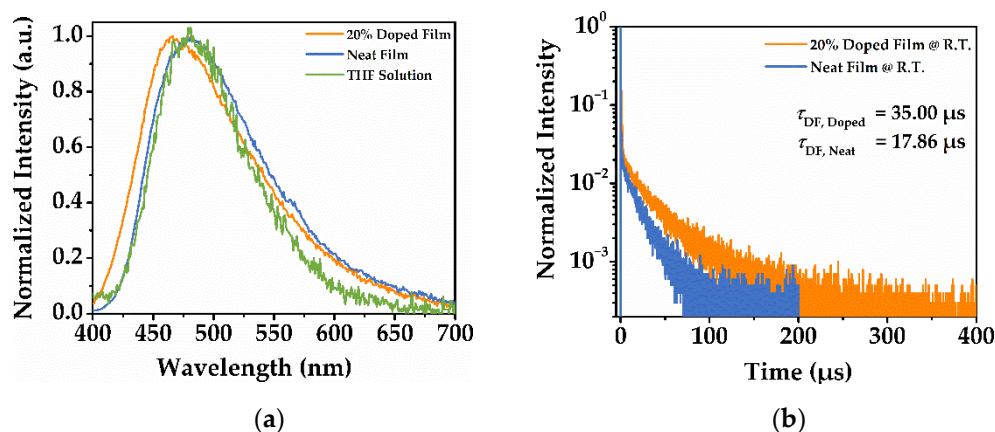 20% Doped Film
Neat Film
THF Solution
Normalized Intensity (a.u.)
1.0
0.8
0.6
0.4
0.2
0.0
400 450 500 550 600 650 700
Wavelength (nm)
(a)
20% Doped Film @ R.T.
Neat Film @ R.T.
τDF, Doped = 35.00 μs
τDF, Neat = 17.86 μs
Normalized Intensity
10^0
10^-1
10^-2
10^-3
0 100 200 300 400
Time (μs)
(b)